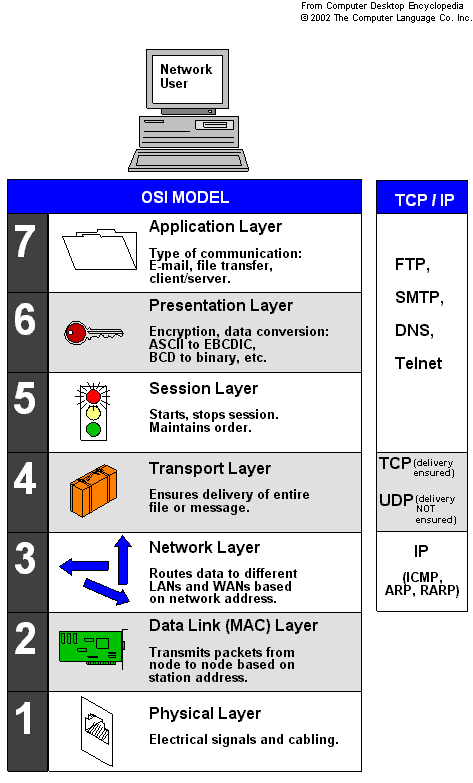 From Computer Desktop Encyclopedia
© 2002 The Computer Language Co. Inc.
Network
User
OSI MODEL
7
Application Layer
Type of communication:
E-mail, file transfer,
client/server.
6
Presentation Layer
Encryption, data conversion:
ASCII to EBCDIC,
BCD to binary, etc.
5
Session Layer
Starts, stops session.
Maintains order.
4
Transport Layer
Ensures delivery of entire
file or message.
3
Network Layer
Routes data to different
LANs and WANs based
on network address.
2
Data Link (MAC) Layer
Transmits packets from
node to node based on
station address.
1
Physical Layer
Electrical signals and cabling.
TCP / IP
FTP,
SMTP,
DNS,
Telnet
TCP (delivery
ensured)
UDP (delivery
NOT
ensured)
IP
(ICMP,
ARP, RARP)